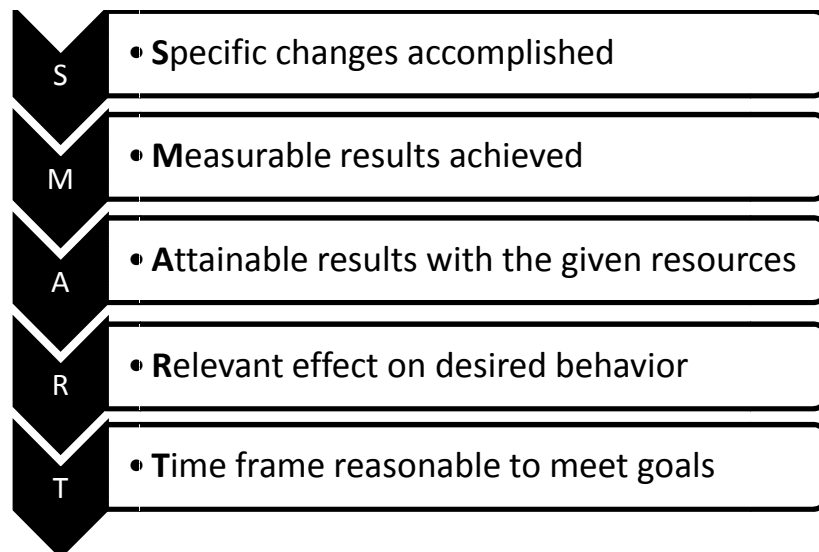 S
• Specific changes accomplished
M
• Measurable results achieved
A
• Attainable results with the given resources
R
• Relevant effect on desired behavior
T
• Time frame reasonable to meet goals